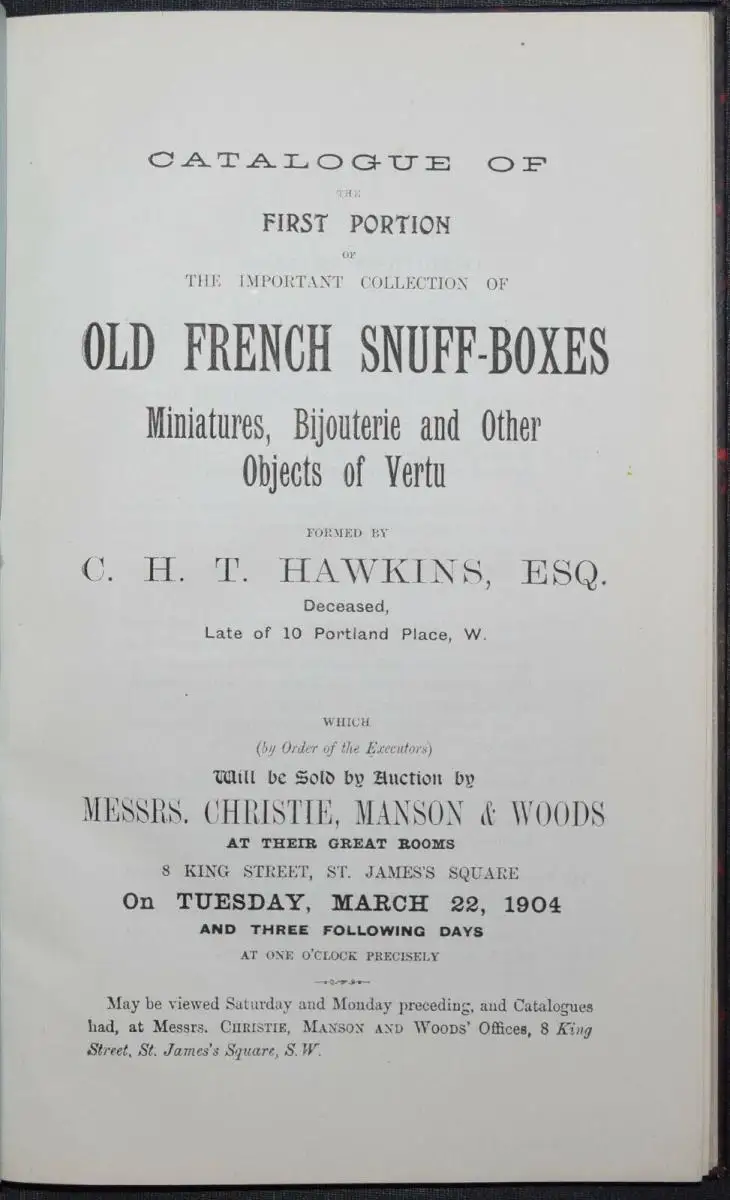 CATALOGUE OF
THE
FIRST PORTION
OF
THE IMPORTANT COLLECTION OF
OLD FRENCH SNUFF-BOXES
Miniatures, Bijouterie and Other
Objects of Vertu
FORMED BY
C. H. T. HAWKINS, ESQ.
Deceased,
Late of 10 Portland Place, W.
WHICH
(by Order of the Executors)
Will be Sold by Auction by
MESSRS. CHRISTIE, MANSON & WOODS
AT THEIR GREAT ROOMS
8 KING STREET, ST. JAMES'S SQUARE
On TUESDAY, MARCH 22, 1904
AND THREE FOLLOWING DAYS
AT ONE O'CLOCK PRECISELY
May be viewed Saturday and Monday preceding, and Catalogues
had, at Messrs. CHRISTIE, MANSON AND WOODS' Offices, 8 King
Street, St. James's Square, S.W.